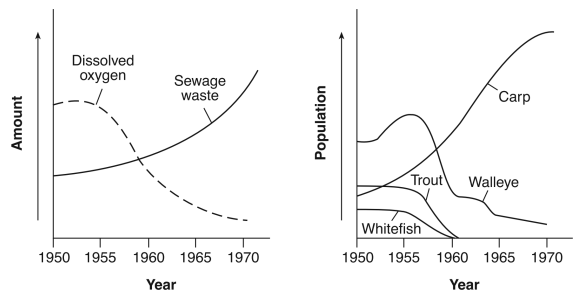 Dissolved
oxygen
Sewage
waste
Amount
1950 1955 1960 1965 1970
Year
Carp
Population
Trout
Walleye
Whitefish
1950 1955 1960 1965 1970
Year